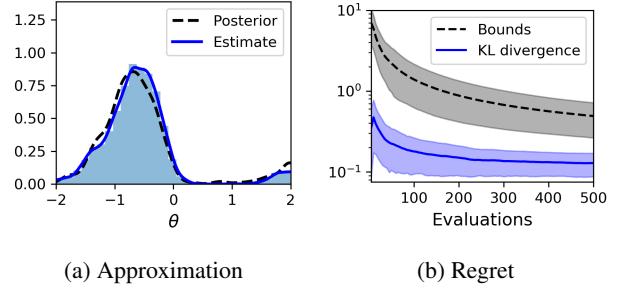 1.25
1.00
0.75
0.50
0.25
0.00
−2
−1
0
1
2
θ
Posterior
Estimate
(a) Approximation
10¹
10⁰
10⁻¹
100
200
300
400
500
Evaluations
Bounds
KL divergence
(b) Regret